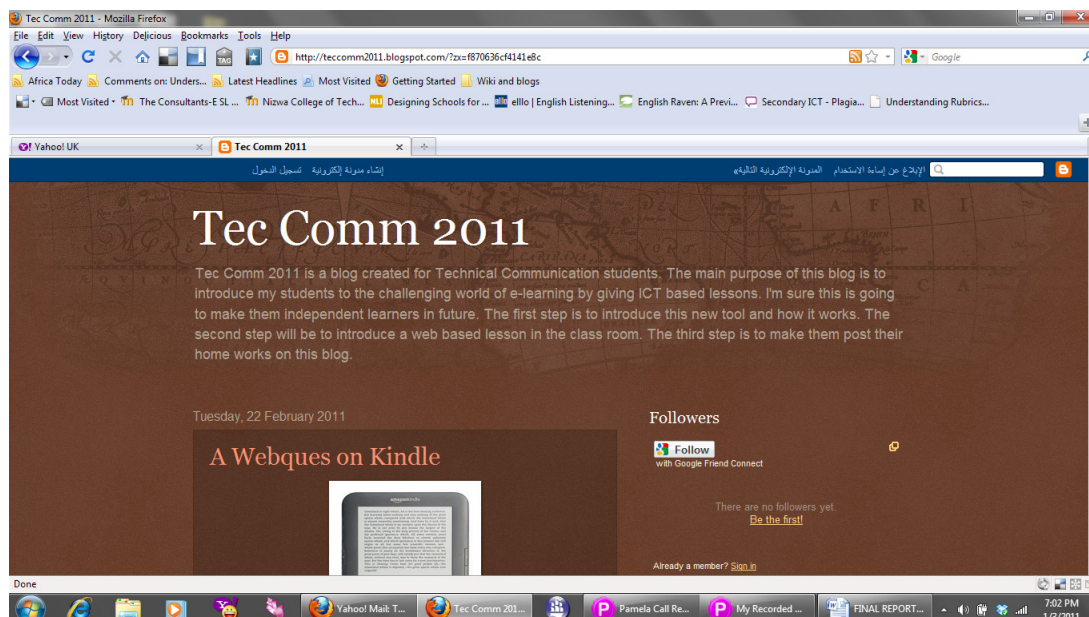 Tec Comm 2011 - Mozilla Firefox
File Edit View History Delicious Bookmarks Tools Help
TAG http://teccomm2011.blogspot.com/?zx=f870636cf4141e8c Google
Africa Today Comments on: Unders... Latest Headlines Most Visited Getting Started Wiki and blogs
Most Visited The Consultants-E SL ... Nizwa College of Tech... Designing Schools for ... elllo | English Listening... English Raven: A Previ... Secondary ICT - Plagia... Understanding Rubrics...
Yahoo! UK Tec Comm 2011
إنشاء مدونة إلكترونية تسجيل الدخول
الإبلاغ عن إساءة الاستخدام المدونة الإلكترونية التالية»
Tec Comm 2011
Tec Comm 2011 is a blog created for Technical Communication students. The main purpose of this blog is to
introduce my students to the challenging world of e-learning by giving ICT based lessons. I'm sure this is going
to make them independent learners in future. The first step is to introduce this new tool and how it works. The
second step will be to introduce a web based lesson in the class room. The third step is to make them post their
home works on this blog.
Tuesday, 22 February 2011
A Webques on Kindle
amazonkindle
Followers
Follow
with Google Friend Connect
There are no followers yet.
Be the first!
Already a member? Sign in
Done
Yahoo! Mail: T... Tec Comm 201... Pamela Call Re... My Recorded ... FINAL REPORT... 7:02 PM
1/3/2011